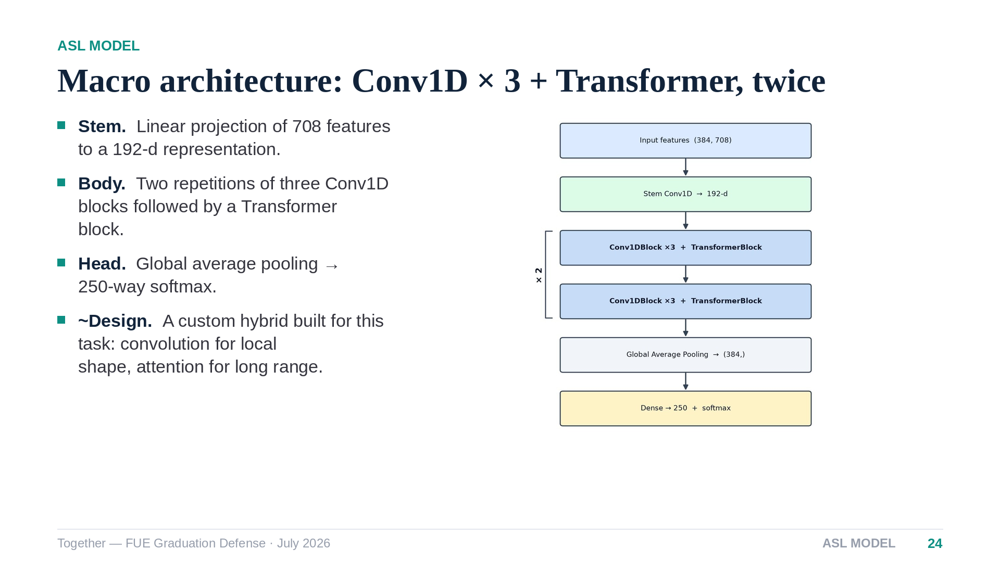 ASL MODEL
Macro architecture: Conv1D × 3 + Transformer, twice
Stem. Linear projection of 708 features
to a 192-d representation.
Body. Two repetitions of three Conv1D
blocks followed by a Transformer
block.
Head. Global average pooling →
250-way softmax.
~Design. A custom hybrid built for this
task: convolution for local
shape, attention for long range.
Input features (384, 708)
Stem Conv1D → 192-d
× 2
Conv1DBlock ×3 + TransformerBlock
Conv1DBlock ×3 + TransformerBlock
Global Average Pooling → (384,)
Dense → 250 + softmax
Together — FUE Graduation Defense · July 2026
ASL MODEL 24